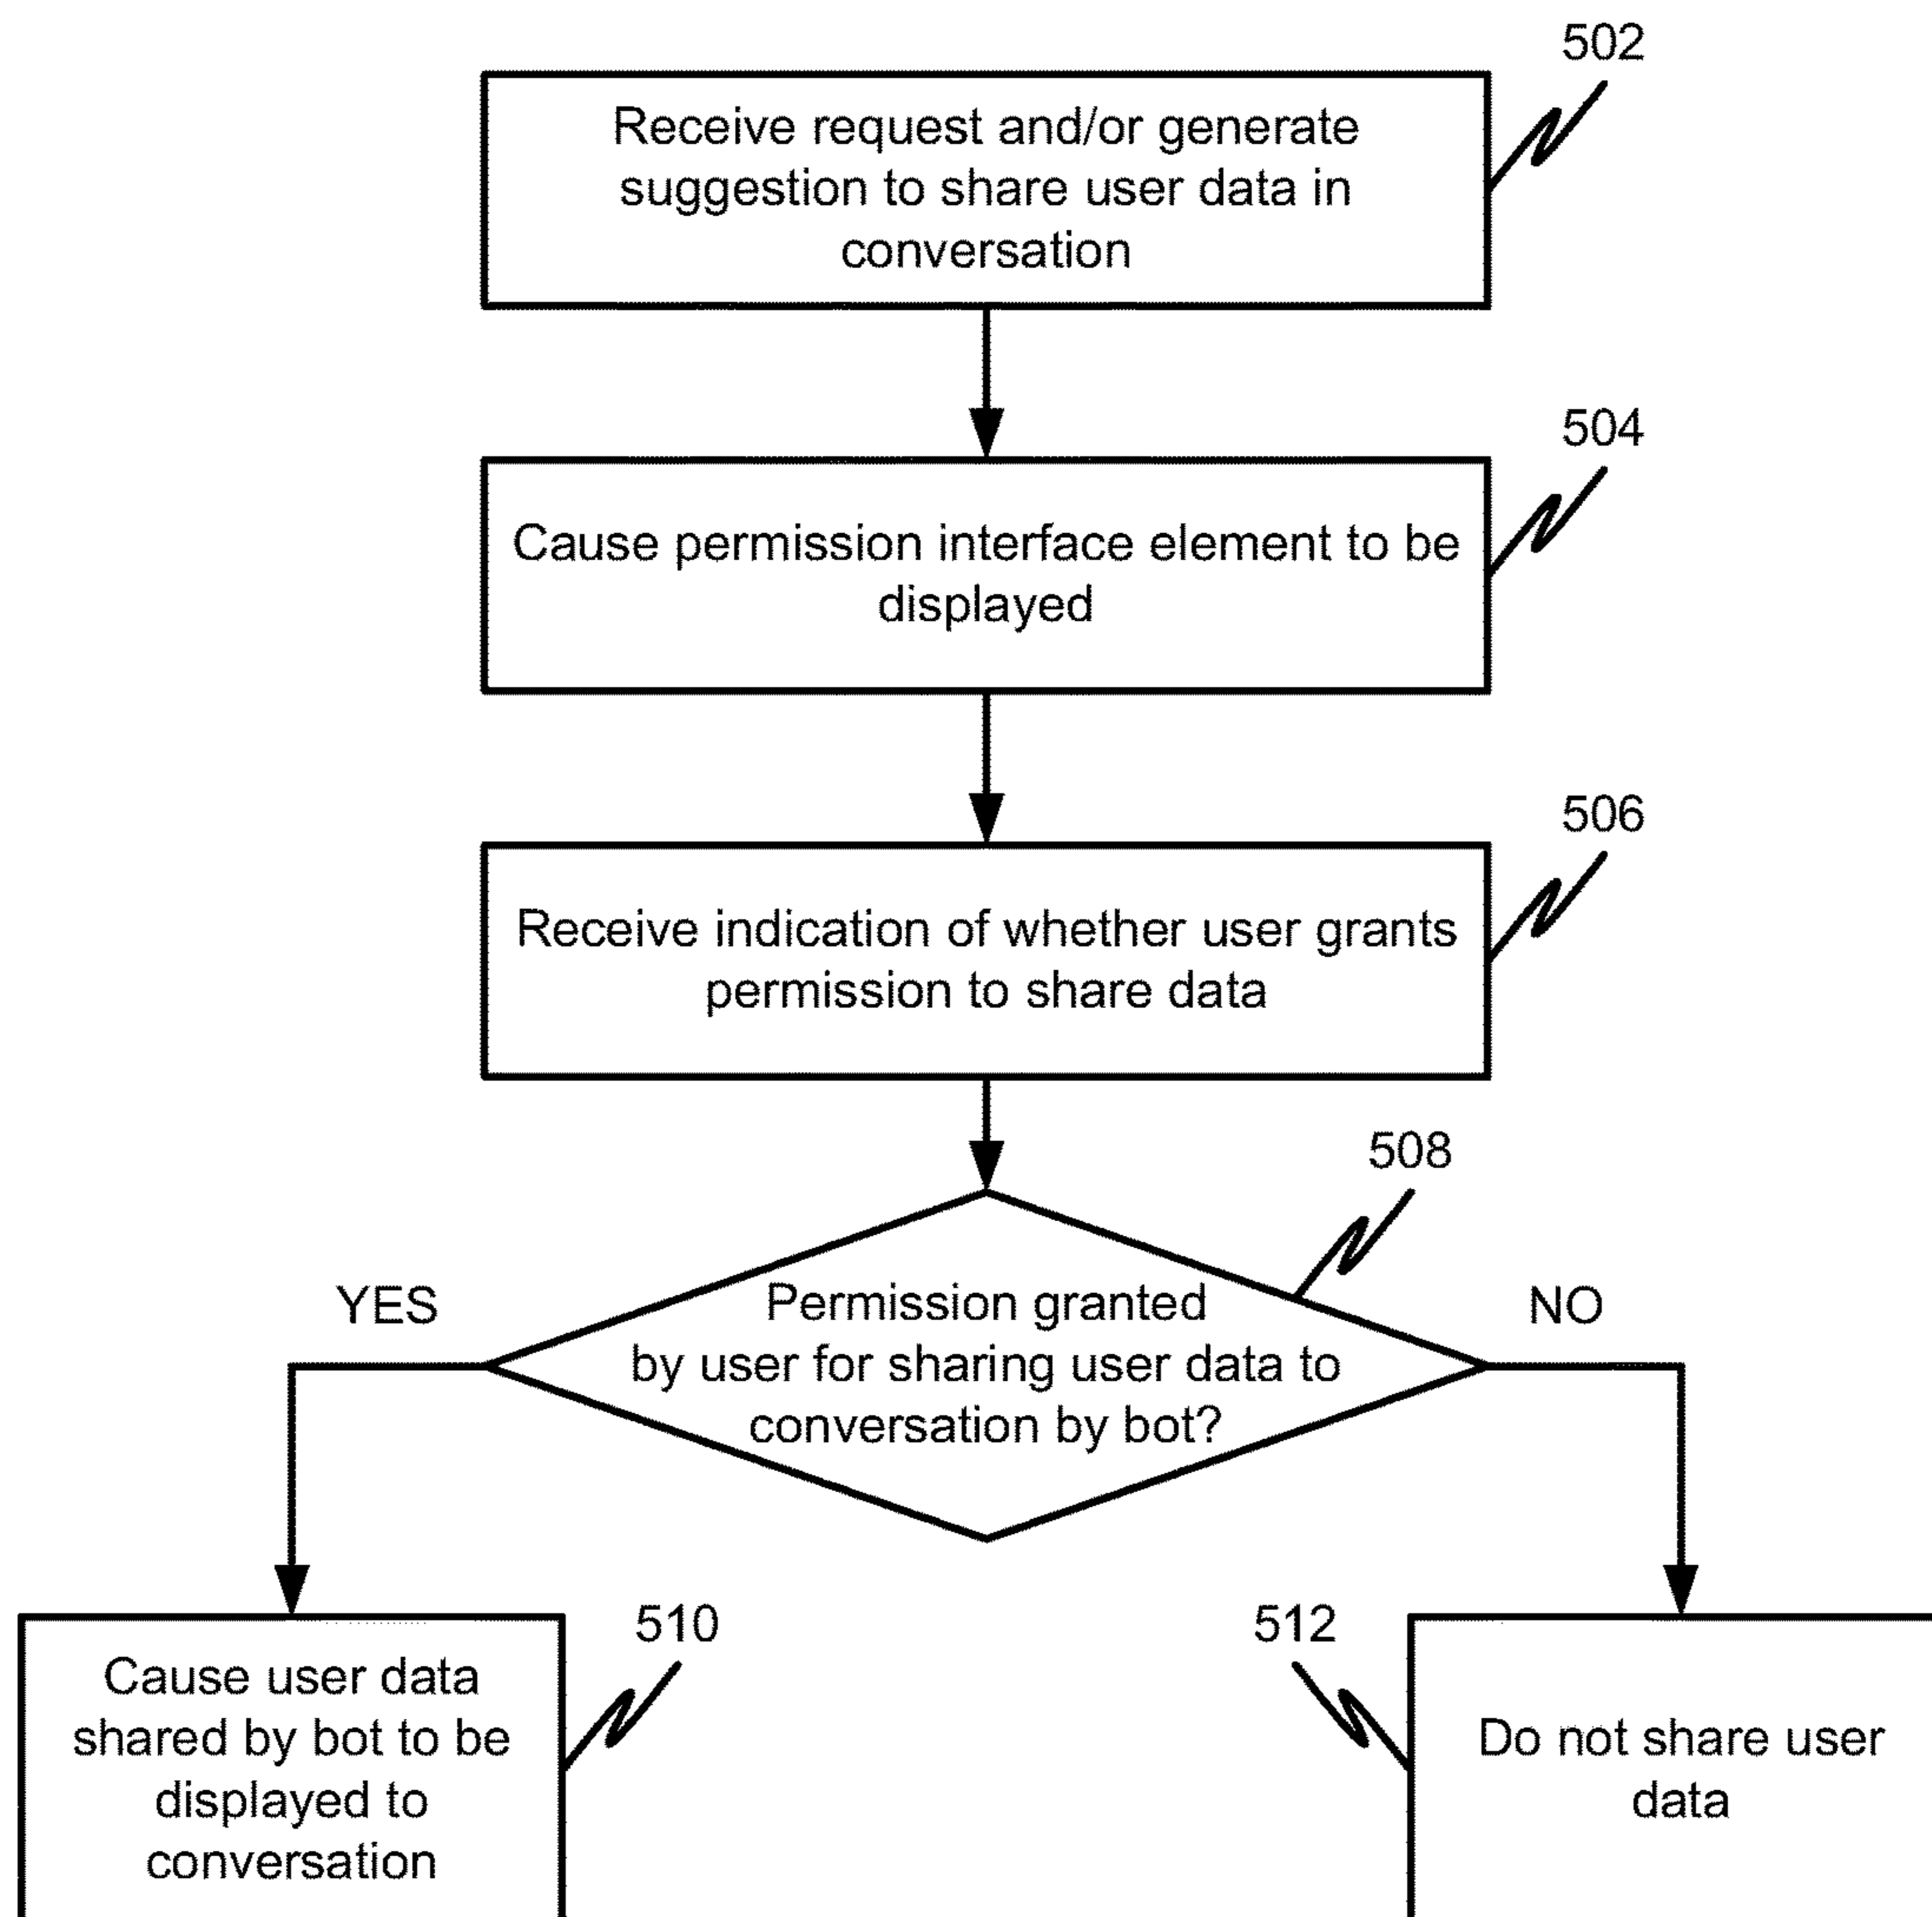 502
Receive request and/or generate
suggestion to share user data in
conversation
504
Cause permission interface element to be
displayed
506
Receive indication of whether user grants
permission to share data
508
YES
NO
Permission granted
by user for sharing user data to
conversation by bot?
510
Cause user data
shared by bot to be
displayed to
conversation
512
Do not share user
data